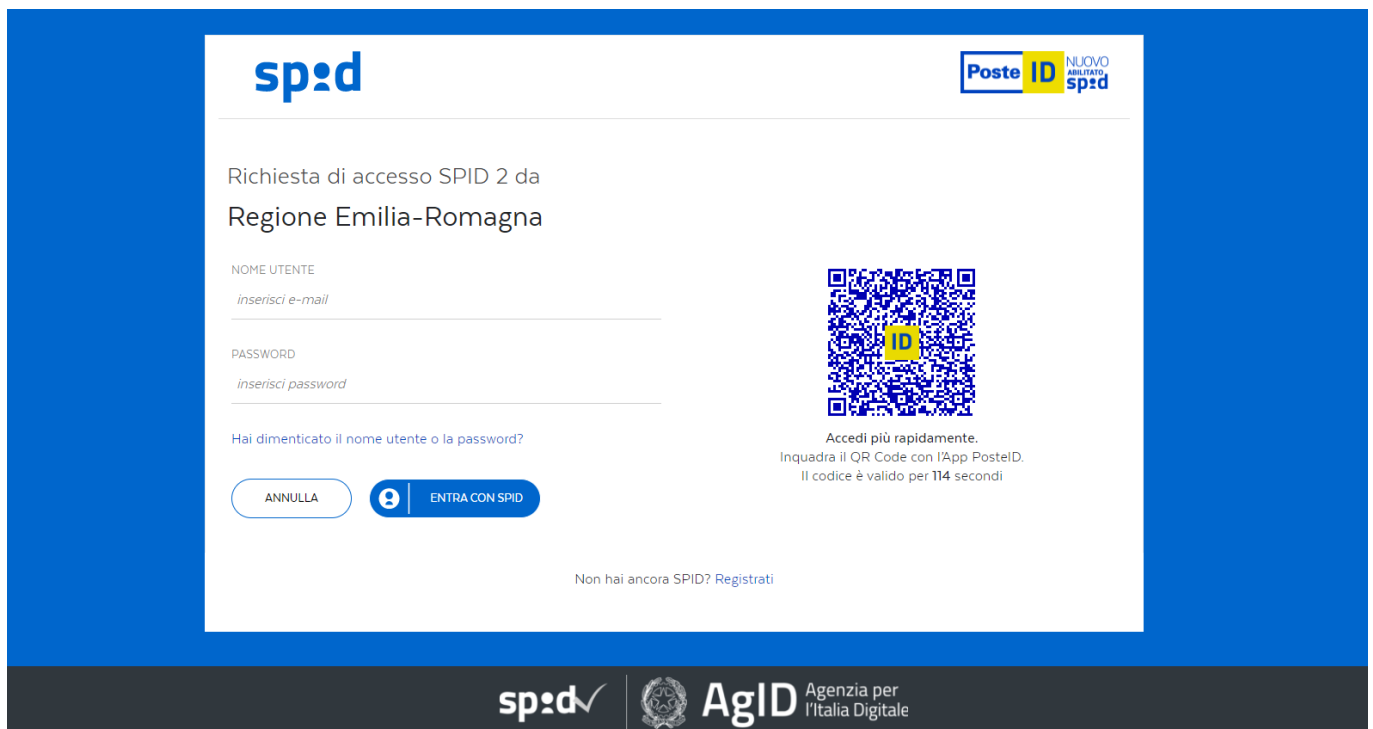 spid
Poste ID NUOVO
ABILITATO
spid
Richiesta di accesso SPID 2 da
Regione Emilia-Romagna
NOME UTENTE
inserisci e-mail
PASSWORD
inserisci password
Hai dimenticato il nome utente o la password?
ANNULLA
ENTRA CON SPID
ID
Accedi più rapidamente.
Inquadra il QR Code con l'App PosteID.
Il codice è valido per 114 secondi
Non hai ancora SPID? Registrati
spid
AgID Agenzia per
l'Italia Digitale